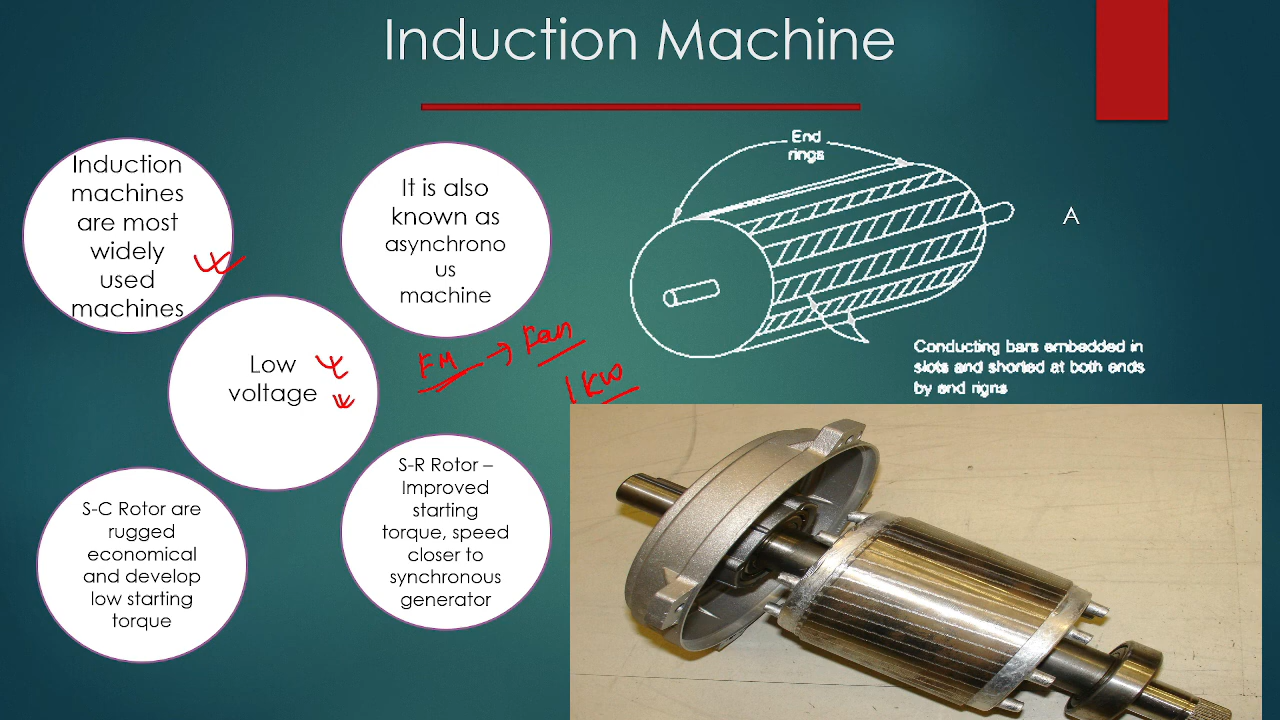 Induction Machine
Induction
machines
are most
widely
used
machines
It is also
known as
asynchrono
us
machine
Low
voltage
FM → Fan
1 KW
S-C Rotor are
rugged
economical
and develop
low starting
torque
S-R Rotor –
Improved
starting
torque, speed
closer to
synchronous
generator
End
rings
A
Conducting bars embedded in
slots and shorted at both ends
by end rigns